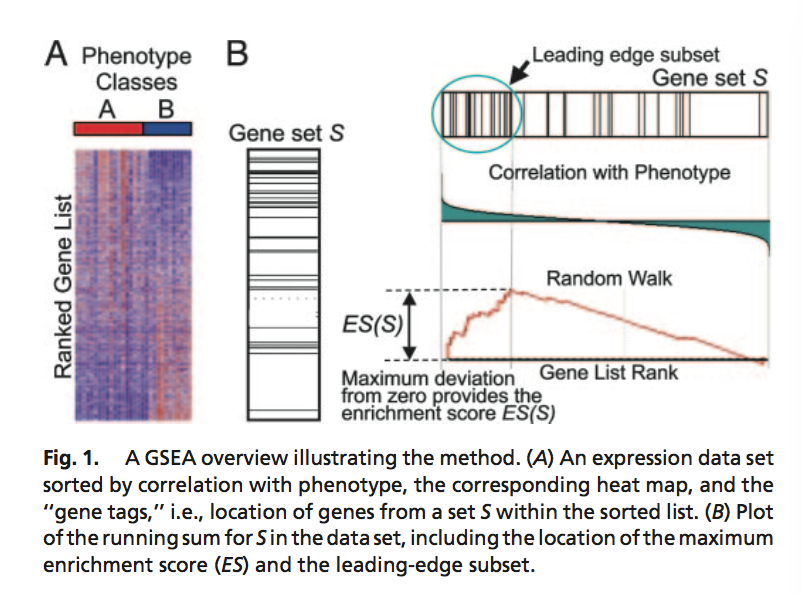 A Phenotype
Classes
A B
Ranked Gene List
B
Gene set S
Leading edge subset
Gene set S
Correlation with Phenotype
Random Walk
ES(S)
Gene List Rank
Maximum deviation
from zero provides the
enrichment score ES(S)
Fig. 1. A GSEA overview illustrating the method. (A) An expression data set
sorted by correlation with phenotype, the corresponding heat map, and the
“gene tags,” i.e., location of genes from a set S within the sorted list. (B) Plot
of the running sum for S in the data set, including the location of the maximum
enrichment score (ES) and the leading-edge subset.